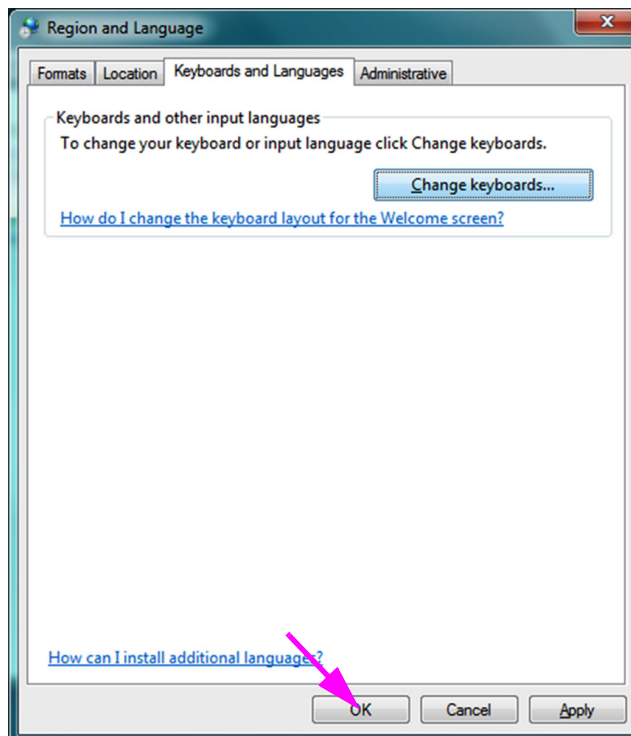 Region and Language
Formats Location Keyboards and Languages Administrative
Keyboards and other input languages
To change your keyboard or input language click Change keyboards.
Change keyboards...
How do I change the keyboard layout for the Welcome screen?
How can I install additional languages?
OK Cancel Apply